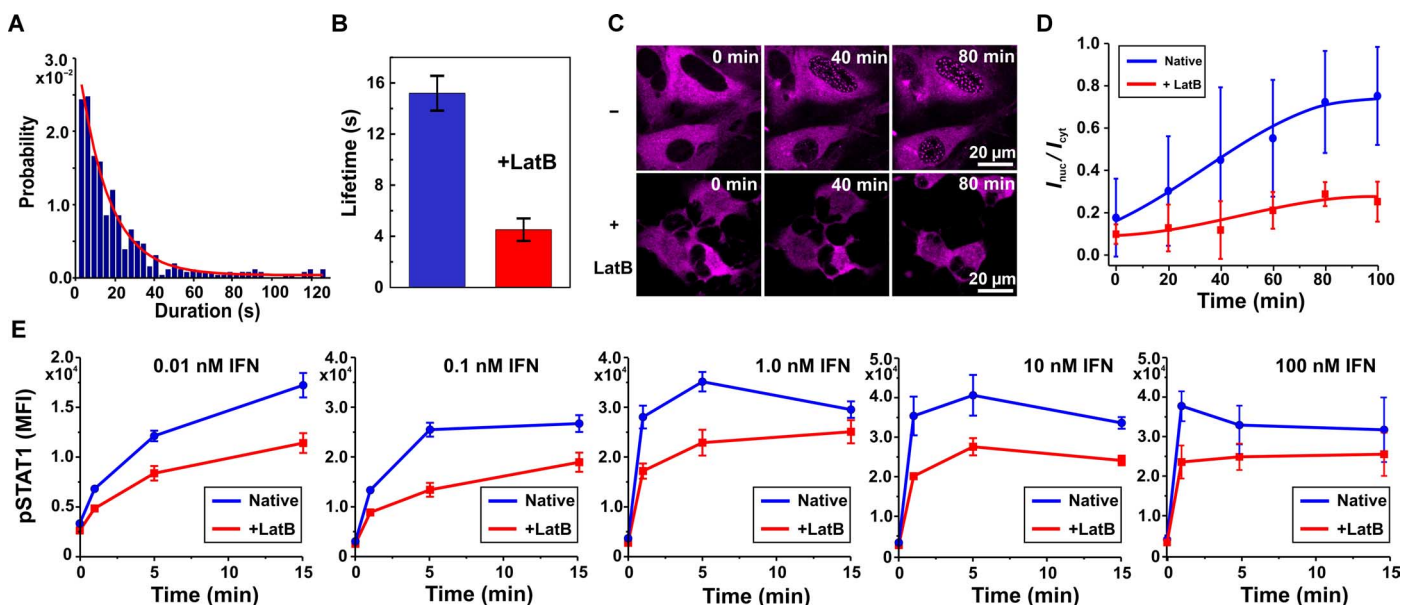 A
3.0
x10⁻²
2.0
1.0
0.0
Probability
0 20 40 60 80 100 120
Duration (s)
B
16
12
8
4
0
Lifetime (s)
+LatB
C
−
0 min 40 min 80 min
20 µm
+
LatB
0 min 40 min 80 min
20 µm
D
1.0
0.8
0.6
0.4
0.2
0.0
I nuc / I cyt
Native
+ LatB
0 20 40 60 80 100
Time (min)
E
pSTAT1 (MFI)
2.0
x10⁴
1.5
1.0
0.5
0
0.01 nM IFN
Native
+LatB
0 5 10 15
Time (min)
4.0
x10⁴
3.0
2.0
1.0
0
0.1 nM IFN
Native
+LatB
0 5 10 15
Time (min)
4.0
x10⁴
3.0
2.0
1.0
0
1.0 nM IFN
Native
+LatB
0 5 10 15
Time (min)
5.0
x10⁴
4.0
3.0
2.0
1.0
0
10 nM IFN
Native
+LatB
0 5 10 15
Time (min)
5.0
x10⁴
4.0
3.0
2.0
1.0
0
100 nM IFN
Native
+LatB
0 5 10 15
Time (min)